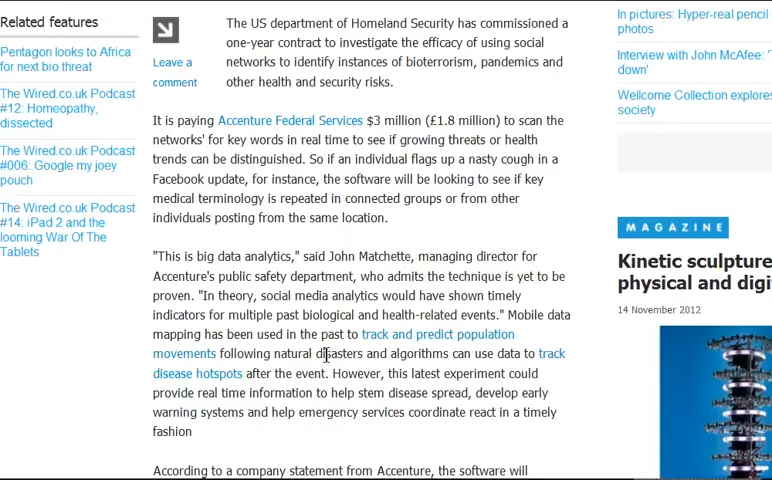 Related features
Pentagon looks to Africa
for next bio threat
The Wired.co.uk Podcast
#12: Homeopathy,
dissected
The Wired.co.uk Podcast
#006: Google my joey
pouch
The Wired.co.uk Podcast
#14: iPad 2 and the
looming War Of The
Tablets
Leave a
comment
The US department of Homeland Security has commissioned a
one-year contract to investigate the efficacy of using social
networks to identify instances of bioterrorism, pandemics and
other health and security risks.
It is paying Accenture Federal Services $3 million (£1.8 million) to scan the
networks' for key words in real time to see if growing threats or health
trends can be distinguished. So if an individual flags up a nasty cough in a
Facebook update, for instance, the software will be looking to see if key
medical terminology is repeated in connected groups or from other
individuals posting from the same location.
"This is big data analytics," said John Matchette, managing director for
Accenture's public safety department, who admits the technique is yet to be
proven. "In theory, social media analytics would have shown timely
indicators for multiple past biological and health-related events." Mobile data
mapping has been used in the past to track and predict population
movements following natural disasters and algorithms can use data to track
disease hotspots after the event. However, this latest experiment could
provide real time information to help stem disease spread, develop early
warning systems and help emergency services coordinate react in a timely
fashion
According to a company statement from Accenture, the software will
In pictures: Hyper-real pencil
photos
Interview with John McAfee:
down'
Wellcome Collection explores
society
MAGAZINE
Kinetic sculpture
physical and digi
14 November 2012